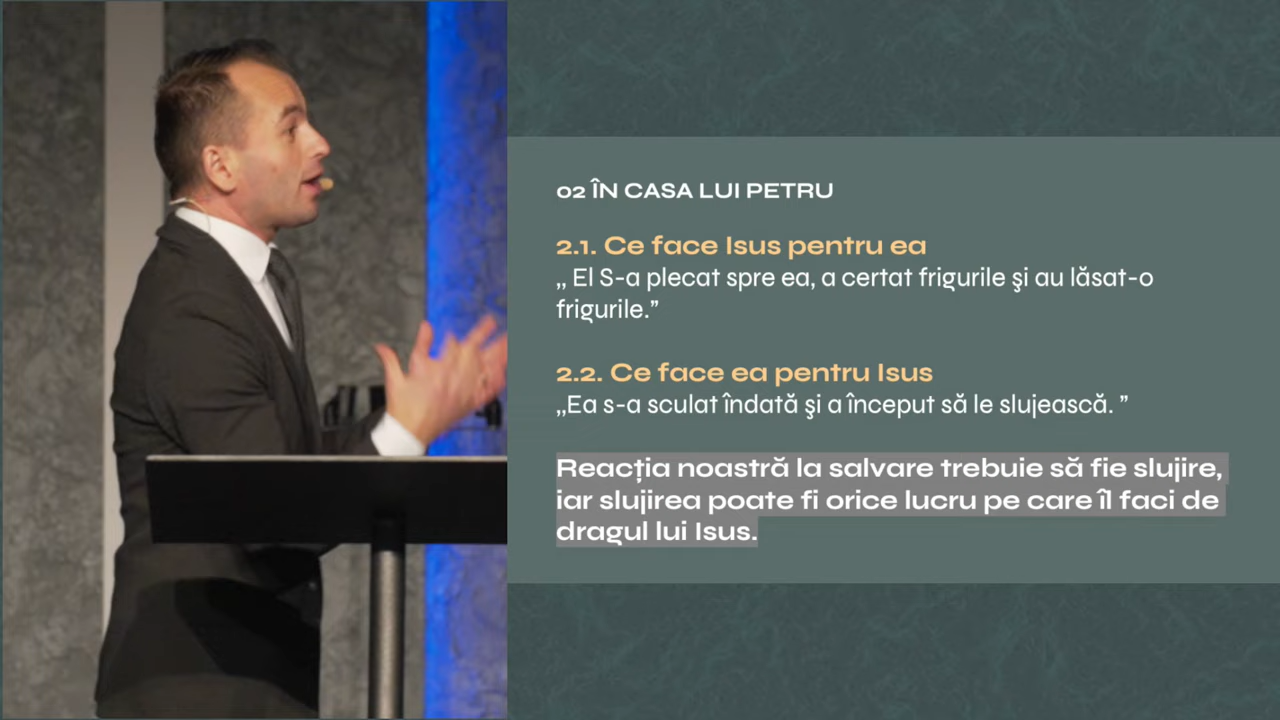 02 ÎN CASA LUI PETRU
2.1. Ce face Isus pentru ea
„ El S-a plecat spre ea, a certat frigurile şi au lăsat-o
frigurile.”
2.2. Ce face ea pentru Isus
„Ea s-a sculat îndată şi a început să le slujească. ”
Reacția noastră la salvare trebuie să fie slujire,
iar slujirea poate fi orice lucru pe care îl faci de
dragul lui Isus.